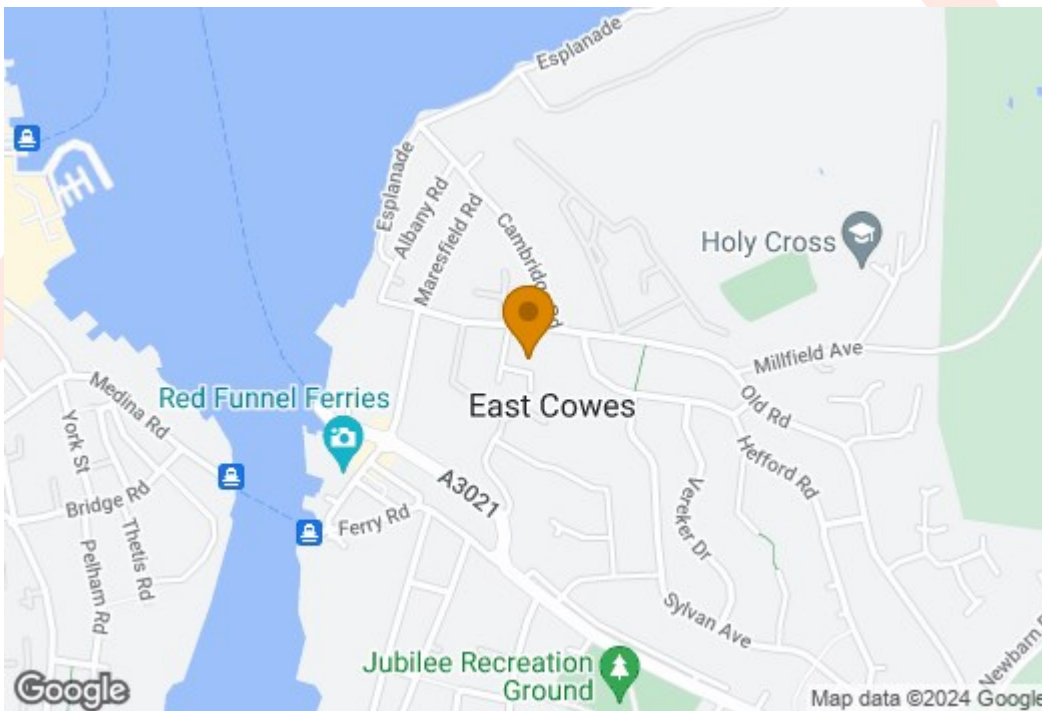 Esplanade
Esplanade
Albany Rd
Maresfield Rd
Cambridge Rd
Holy Cross
Millfield Ave
Old Rd
Hefford Rd
Red Funnel Ferries
East Cowes
Medina Rd
York St
Bridge Rd
Thetis Rd
Pelham Rd
A3021
Ferry Rd
Vereker Dr
Sylvan Ave
Newbarn
Jubilee Recreation
Ground
Google
Map data ©2024 Google